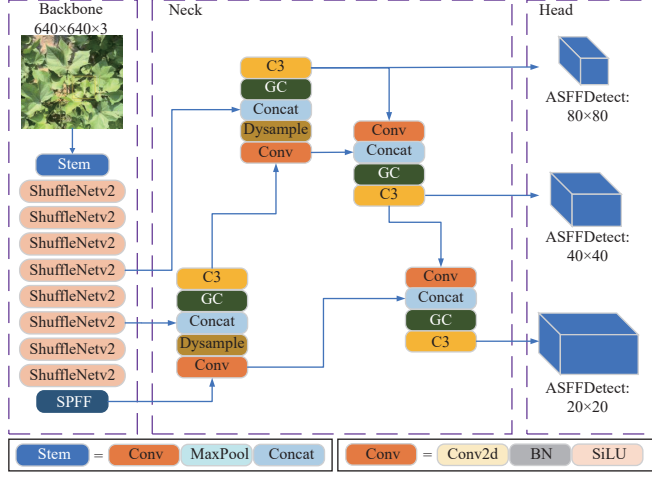 Backbone
640×640×3
Stem
ShuffleNetv2
ShuffleNetv2
ShuffleNetv2
ShuffleNetv2
ShuffleNetv2
ShuffleNetv2
ShuffleNetv2
ShuffleNetv2
SPFF
Neck
C3
GC
Concat
Dysample
Conv
C3
GC
Concat
Dysample
Conv
Conv
Concat
GC
C3
Conv
Concat
GC
C3
Head
ASFFDetect:
80×80
ASFFDetect:
40×40
ASFFDetect:
20×20
Stem = Conv MaxPool Concat
Conv = Conv2d BN SiLU